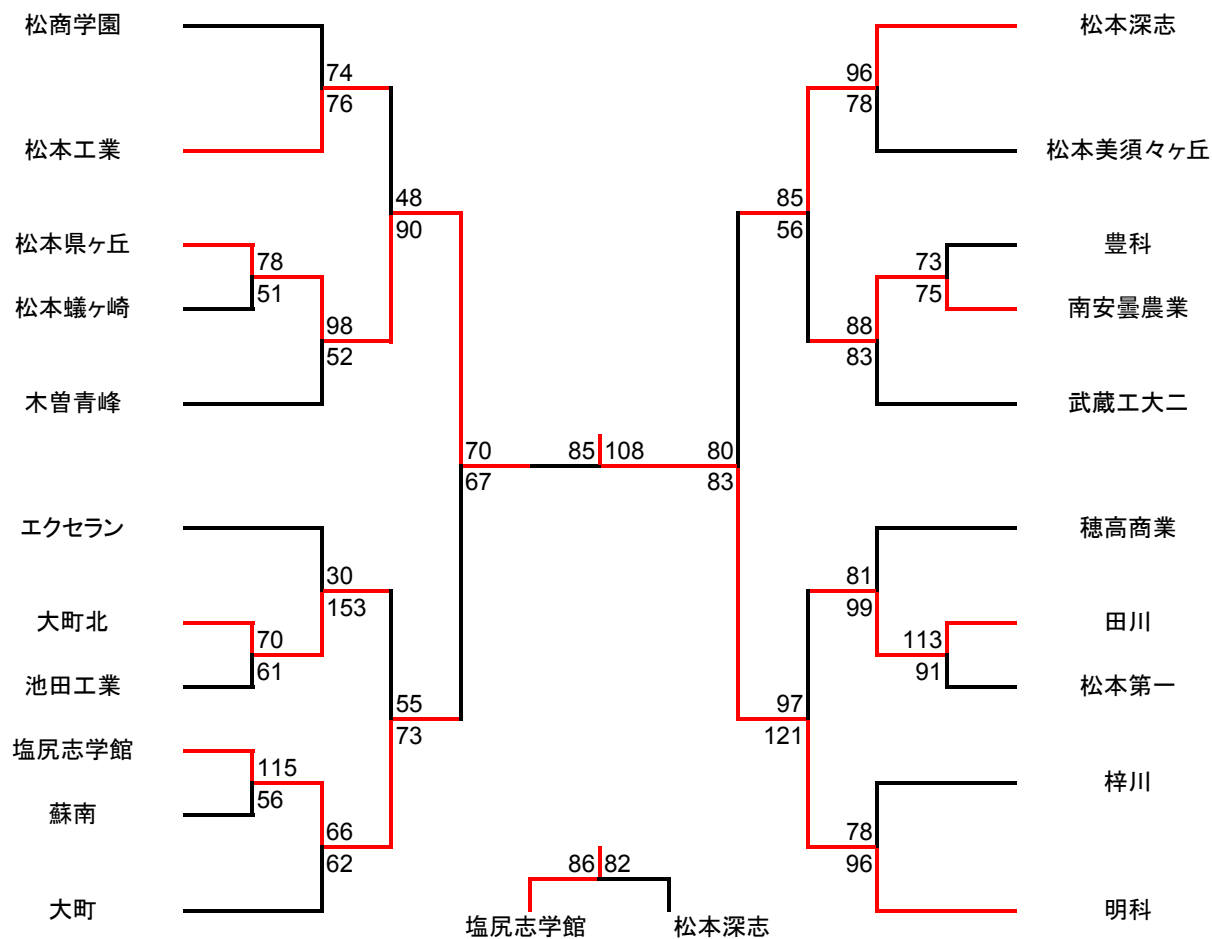 松商学園
74
76
松本工業
48
90
松本県ヶ丘
78
51
松本蟻ヶ崎
98
52
木曽青峰
70
67
エクセラン
30
153
大町北
70
61
池田工業
55
73
塩尻志学館
115
56
蘇南
66
62
大町
85 108
86 82
塩尻志学館 松本深志
松本深志
96
78
松本美須々ヶ丘
85
56
豊科
73
75
南安曇農業
88
83
武蔵工大二
80
83
穂高商業
81
99
田川
113
91
松本第一
97
121
梓川
78
96
明科